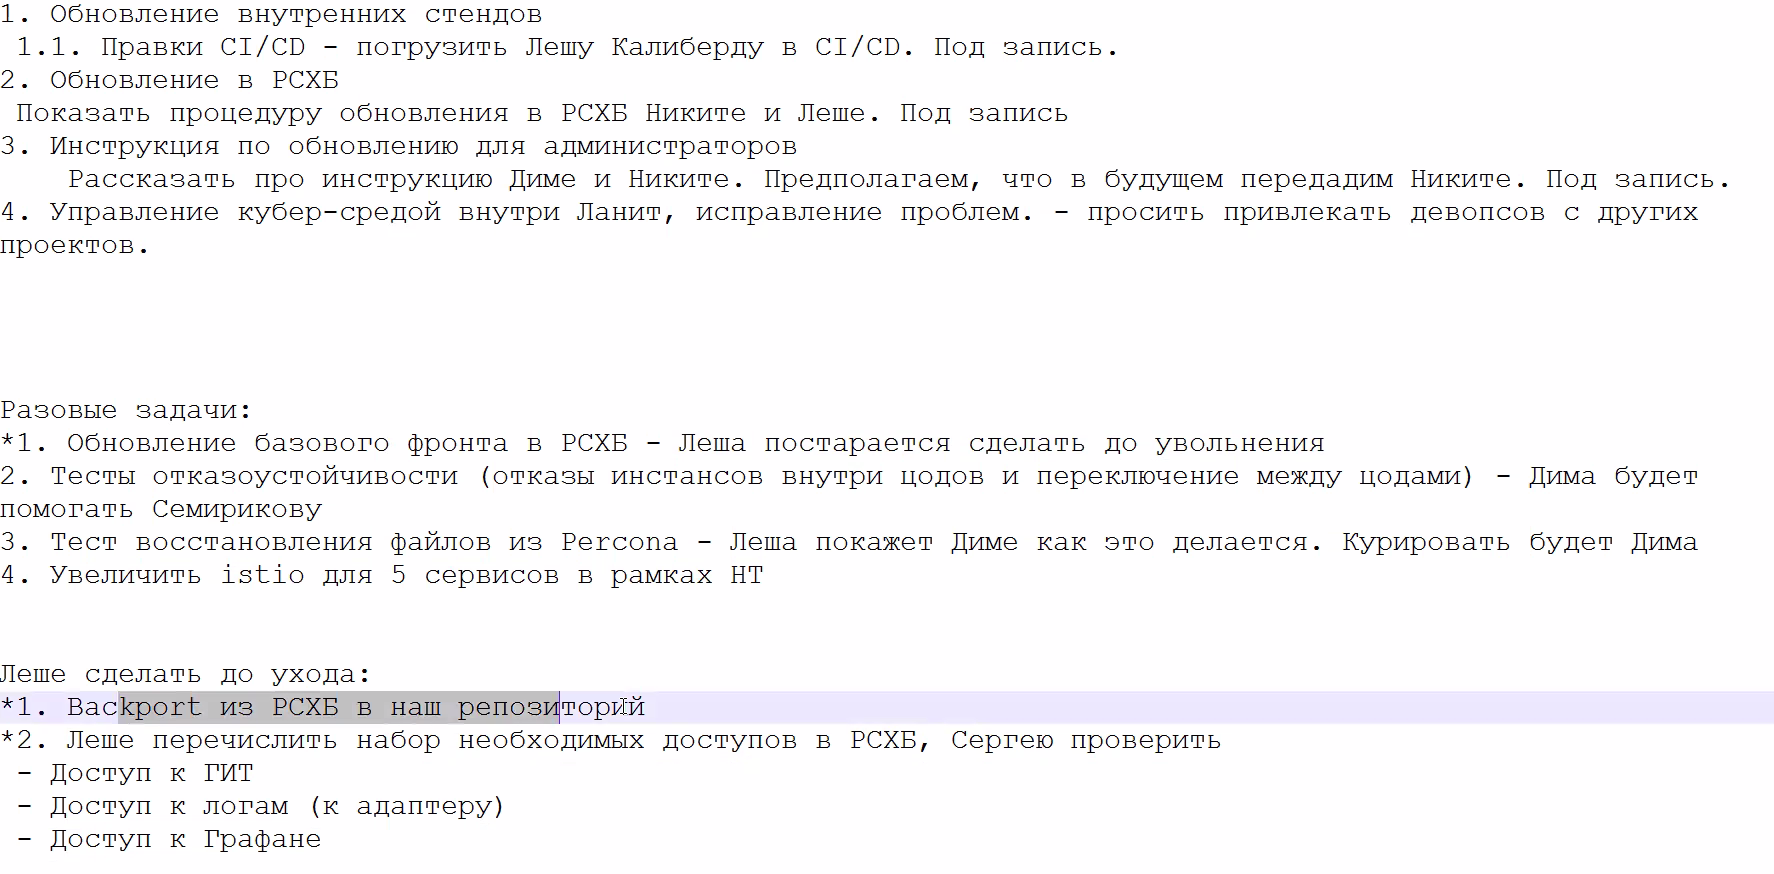 1. Обновление внутренних стендов
1.1. Правки CI/CD - погрузить Лешу Калиберду в CI/CD. Под запись.
2. Обновление в РСХБ
Показать процедуру обновления в РСХБ Никите и Леше. Под запись
3. Инструкция по обновлению для администраторов
Рассказать про инструкцию Диме и Никите. Предполагаем, что в будущем передадим Никите. Под запись.
4. Управление кубер-средой внутри Ланит, исправление проблем. - просить привлекать девопсов с других
проектов.
Разовые задачи:
*1. Обновление базового фронта в РСХБ - Леша постарается сделать до увольнения
2. Тесты отказоустойчивости (отказы инстансов внутри цодов и переключение между цодами) - Дима будет
помогать Семирикову
3. Тест восстановления файлов из Percona - Леша покажет Диме как это делается. Курировать будет Дима
4. Увеличить istio для 5 сервисов в рамках НТ
Леше сделать до ухода:
*1. Backport из РСХБ в наш репозиторий
*2. Леше перечислить набор необходимых доступов в РСХБ, Сергею проверить
- Доступ к ГИТ
- Доступ к логам (к адаптеру)
- Доступ к Графане